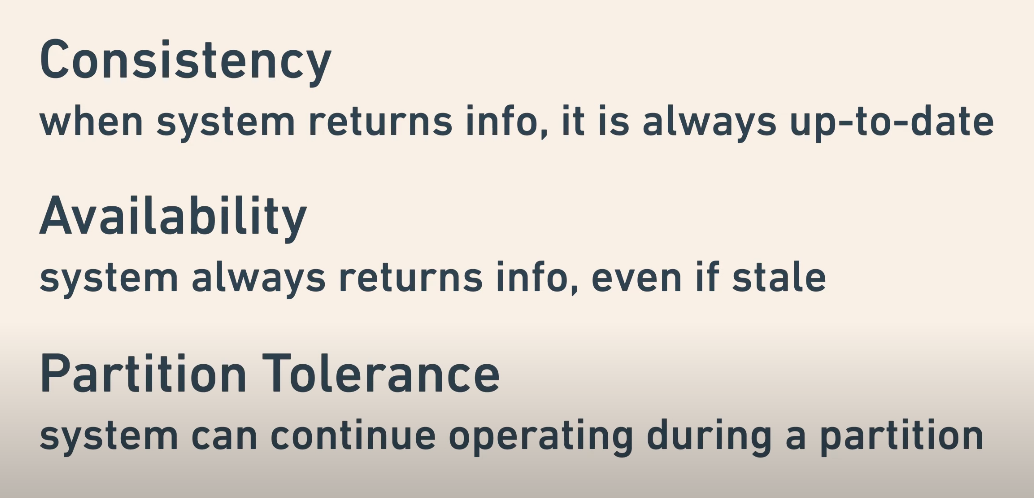 Consistency
when system returns info, it is always up-to-date
Availability
system always returns info, even if stale
Partition Tolerance
system can continue operating during a partition